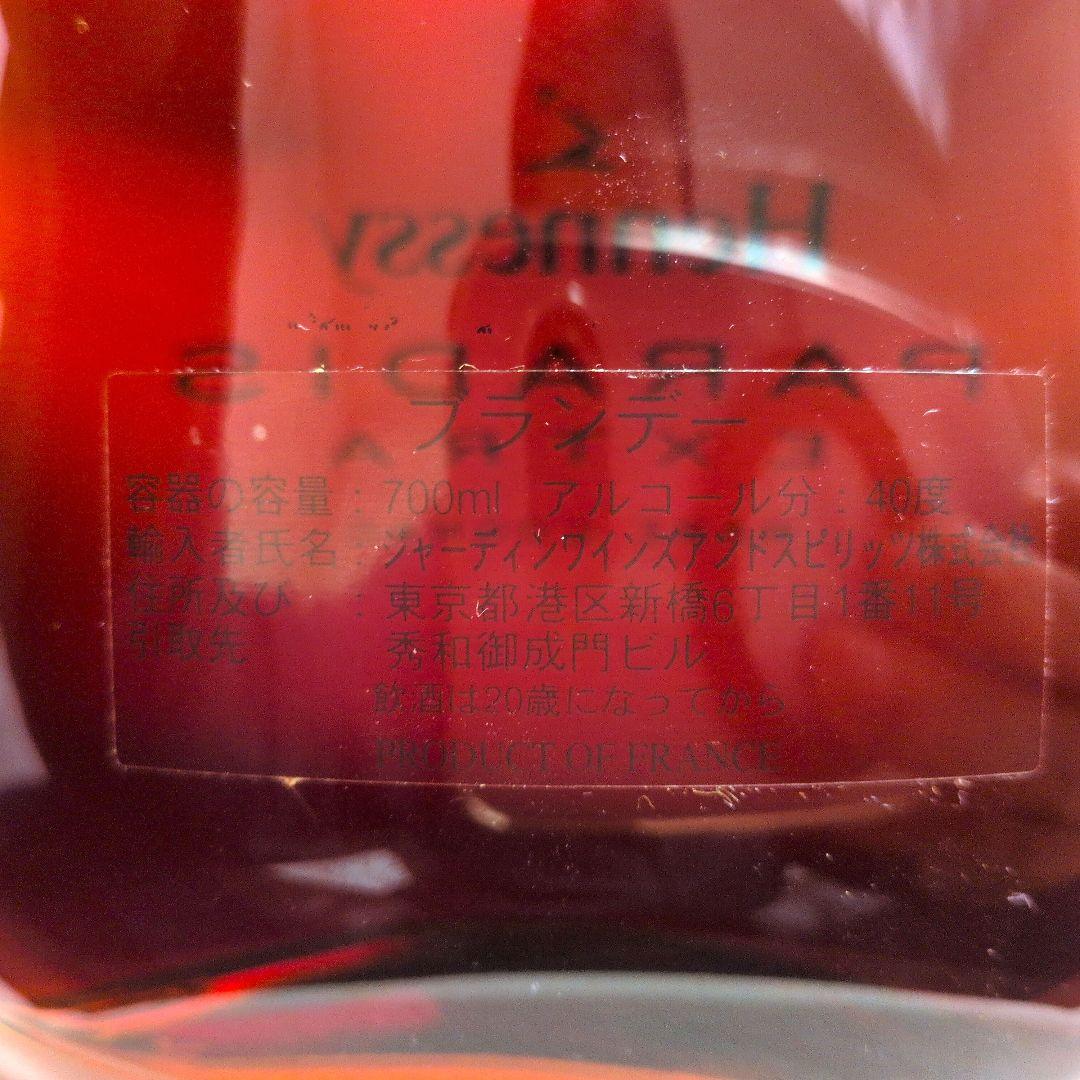 Hennessy
PARADIS
EXTRA
ブランデー
容器の容量：700ml アルコール分：40度
輸入者氏名：ジャーディンワインズアンドスピリッツ株式会社
住所及び ：東京都港区新橋6丁目1番11号
引取先 秀和御成門ビル
飲酒は20歳になってから
PRODUCT OF FRANCE